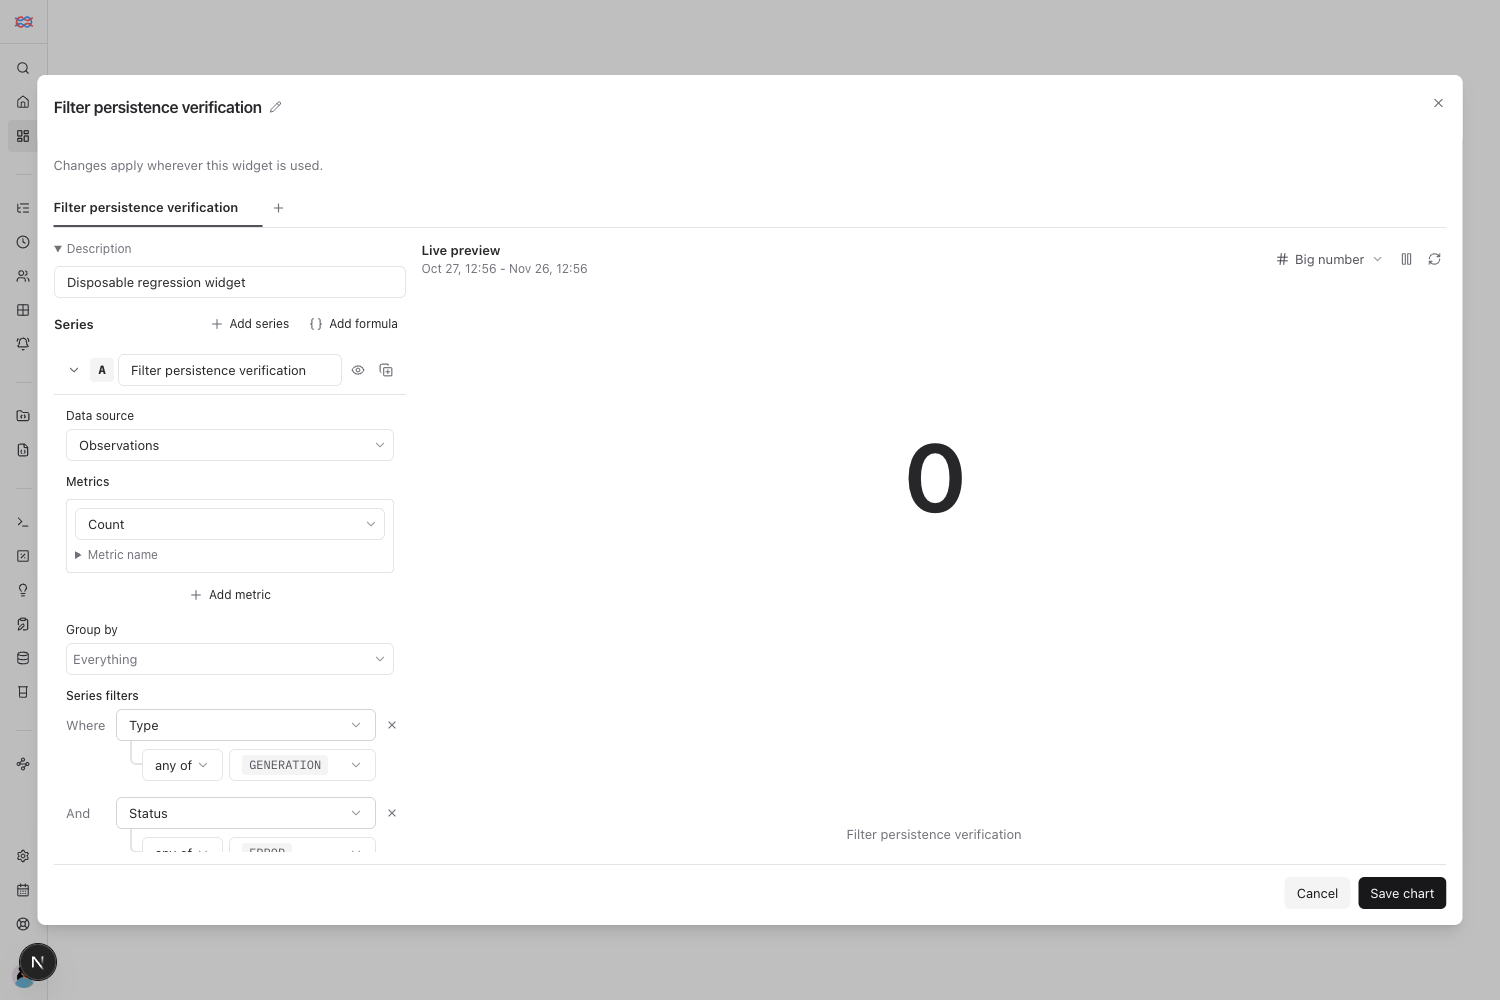 Filter persistence verification
Changes apply wherever this widget is used.
Filter persistence verification
Description
Disposable regression widget
Series
Add series
Add formula
A
Filter persistence verification
Data source
Observations
Metrics
Count
Metric name
Add metric
Group by
Everything
Series filters
Where
Type
any of
GENERATION
And
Status
any of
ERROR
Live preview
Oct 27, 12:56 - Nov 26, 12:56
Big number
0
Filter persistence verification
Cancel
Save chart
N